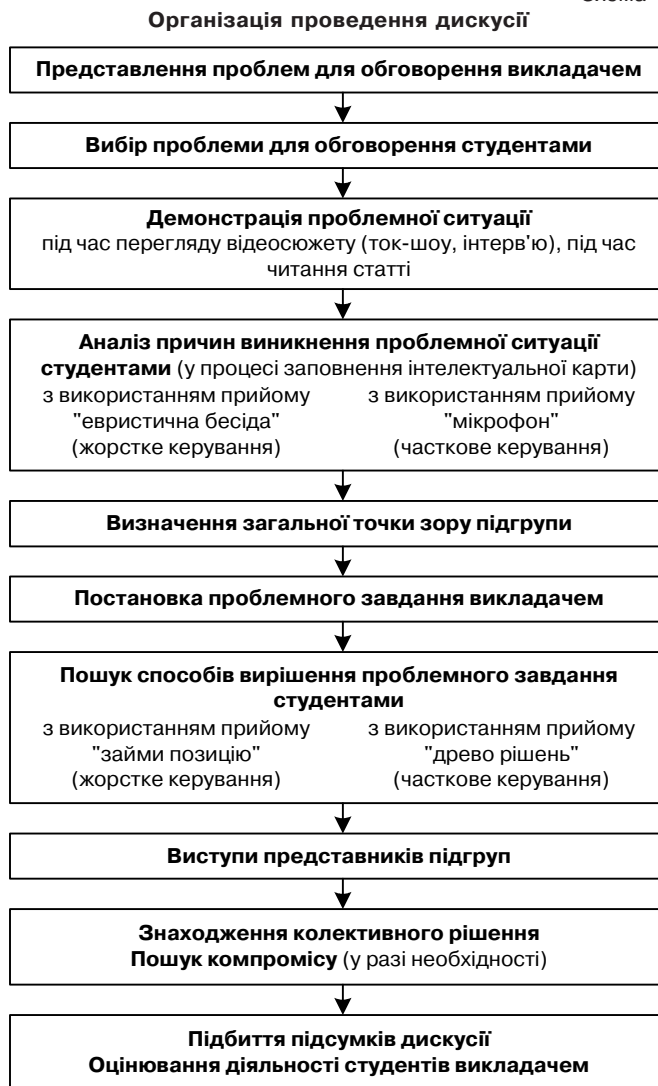 Організація проведення дискусії
Представлення проблем для обговорення викладачем
Вибір проблеми для обговорення студентами
Демонстрація проблемної ситуації
під час перегляду відеосюжету (ток-шоу, інтерв'ю), під час
читання статті
Аналіз причин виникнення проблемної ситуації
студентами (у процесі заповнення інтелектуальної карти)
з використанням прийому
"евристична бесіда"
(жорстке керування)
з використанням прийому
"мікрофон"
(часткове керування)
Визначення загальної точки зору підгрупи
Постановка проблемного завдання викладачем
Пошук способів вирішення проблемного завдання
студентами
з використанням прийому
"займи позицію"
(жорстке керування)
з використанням прийому
"древо рішень"
(часткове керування)
Виступи представників підгруп
Знаходження колективного рішення
Пошук компромісу (у разі необхідності)
Підбиття підсумків дискусії
Оцінювання діяльності студентів викладачем